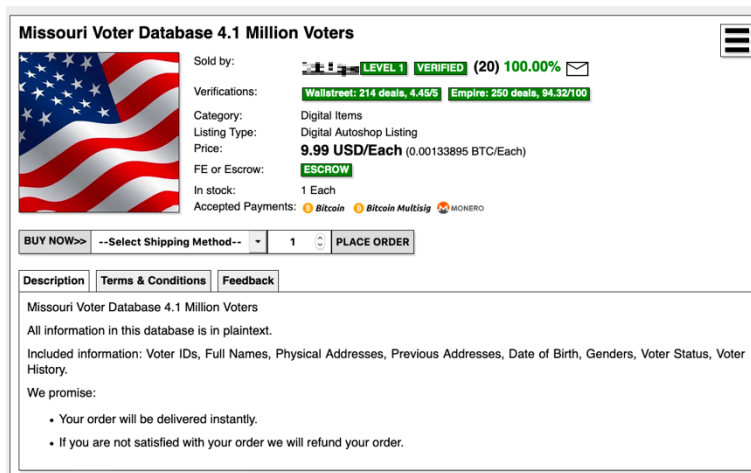 Missouri Voter Database 4.1 Million Voters
Sold by: LEVEL 1 VERIFIED (20) 100.00%
Verifications: Wallstreet: 214 deals, 4.45/5 Empire: 250 deals, 94.32/100
Category: Digital Items
Listing Type: Digital Autoshop Listing
Price: 9.99 USD/Each (0.00133895 BTC/Each)
FE or Escrow: ESCROW
In stock: 1 Each
Accepted Payments: Bitcoin Bitcoin Multisig MONERO
BUY NOW>> --Select Shipping Method-- 1 PLACE ORDER
Description Terms & Conditions Feedback
Missouri Voter Database 4.1 Million Voters
All information in this database is in plaintext.
Included information: Voter IDs, Full Names, Physical Addresses, Previous Addresses, Date of Birth, Genders, Voter Status, Voter
History.
We promise:
• Your order will be delivered instantly.
• If you are not satisfied with your order we will refund your order.